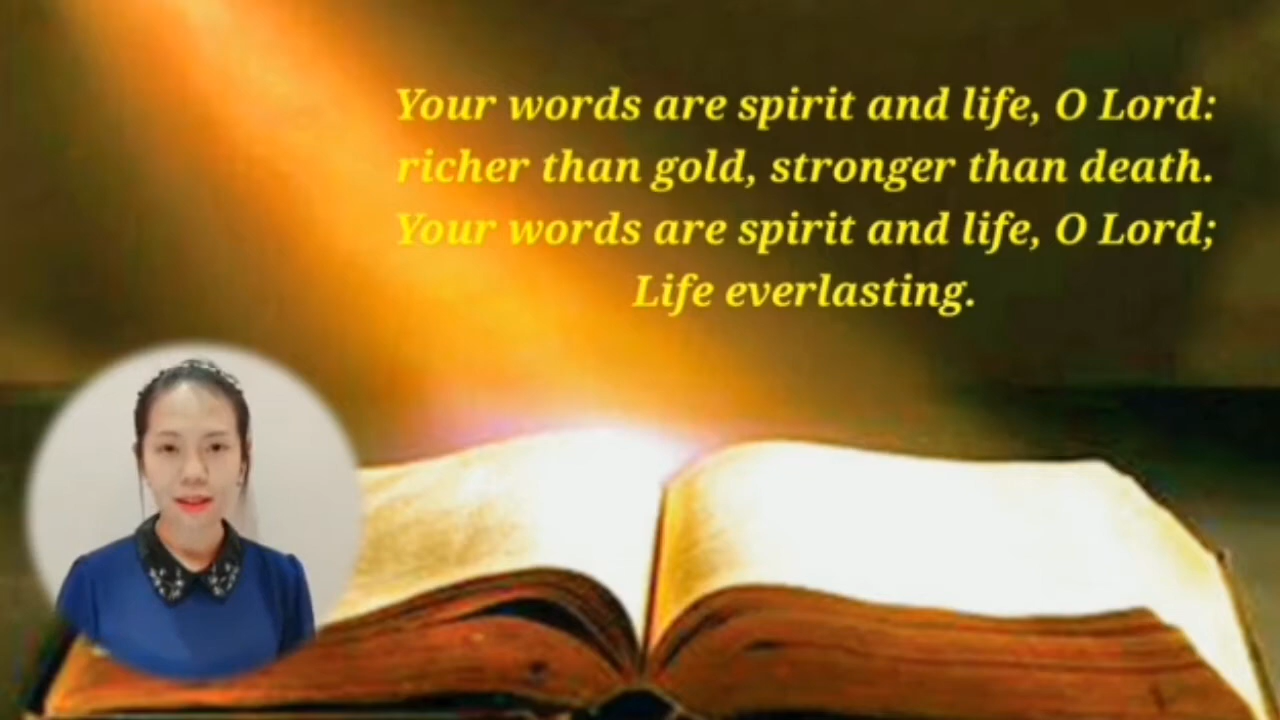 Your words are spirit and life, O Lord:
richer than gold, stronger than death.
Your words are spirit and life, O Lord;
Life everlasting.